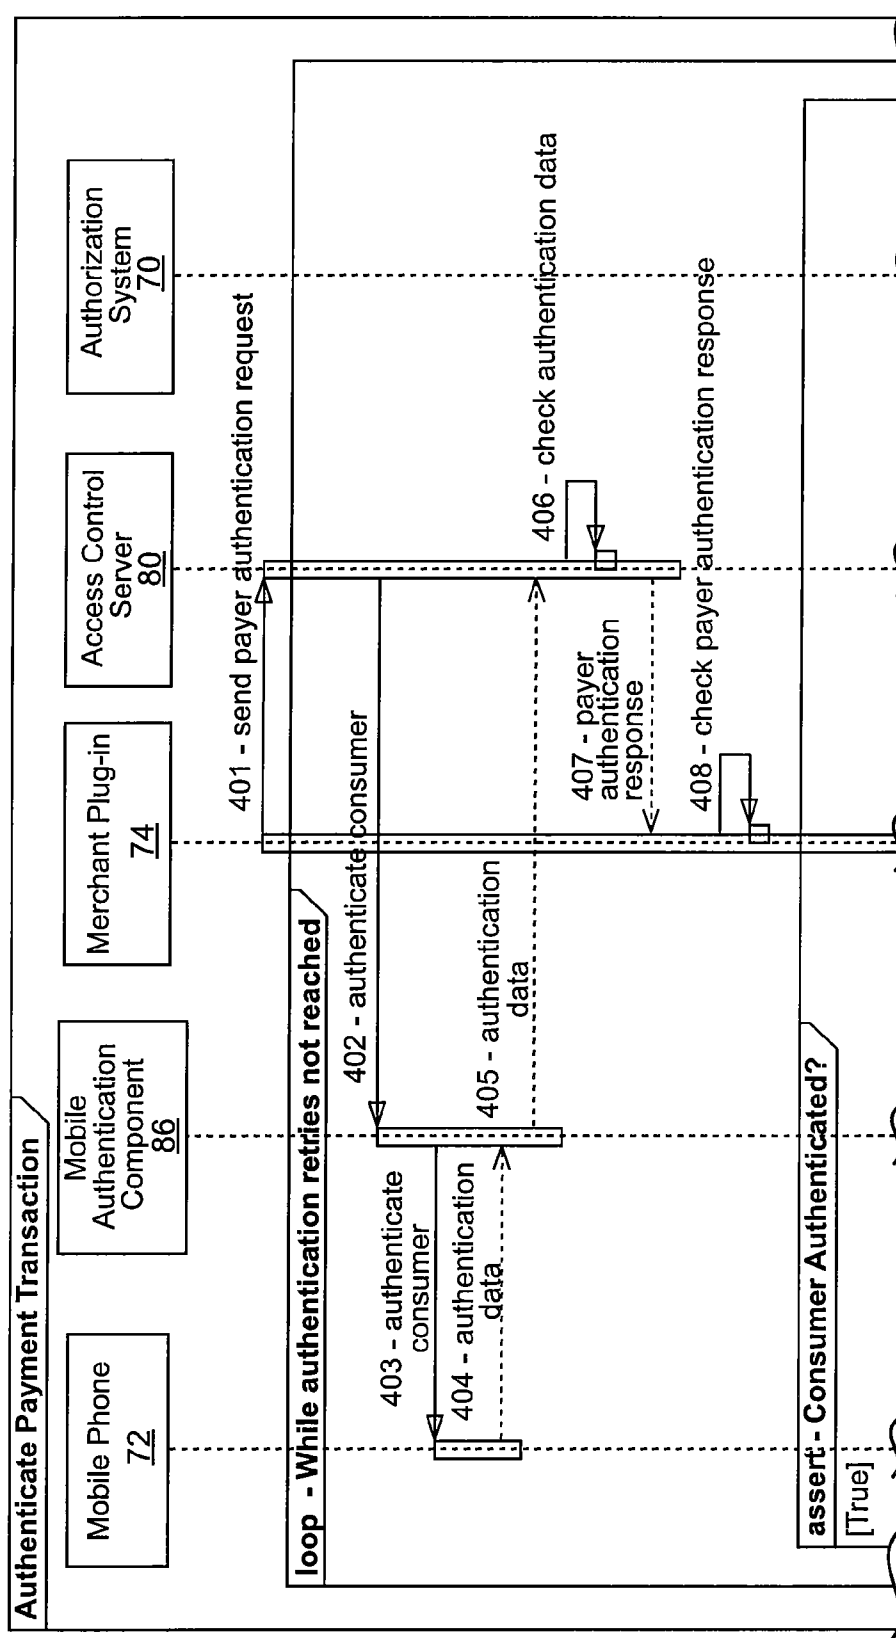 Authenticate Payment Transaction
Mobile Phone
72
Mobile
Authentication
Component
86
Merchant Plug-in
74
Access Control
Server
80
Authorization
System
70
401 - send payer authentication request
loop - While authentication retries not reached
402 - authenticate consumer
403 - authenticate
consumer
404 - authentication
data
405 - authentication
data
406 - check authentication data
407 - payer
authentication
response
408 - check payer authentication response
assert - Consumer Authenticated?
[True]